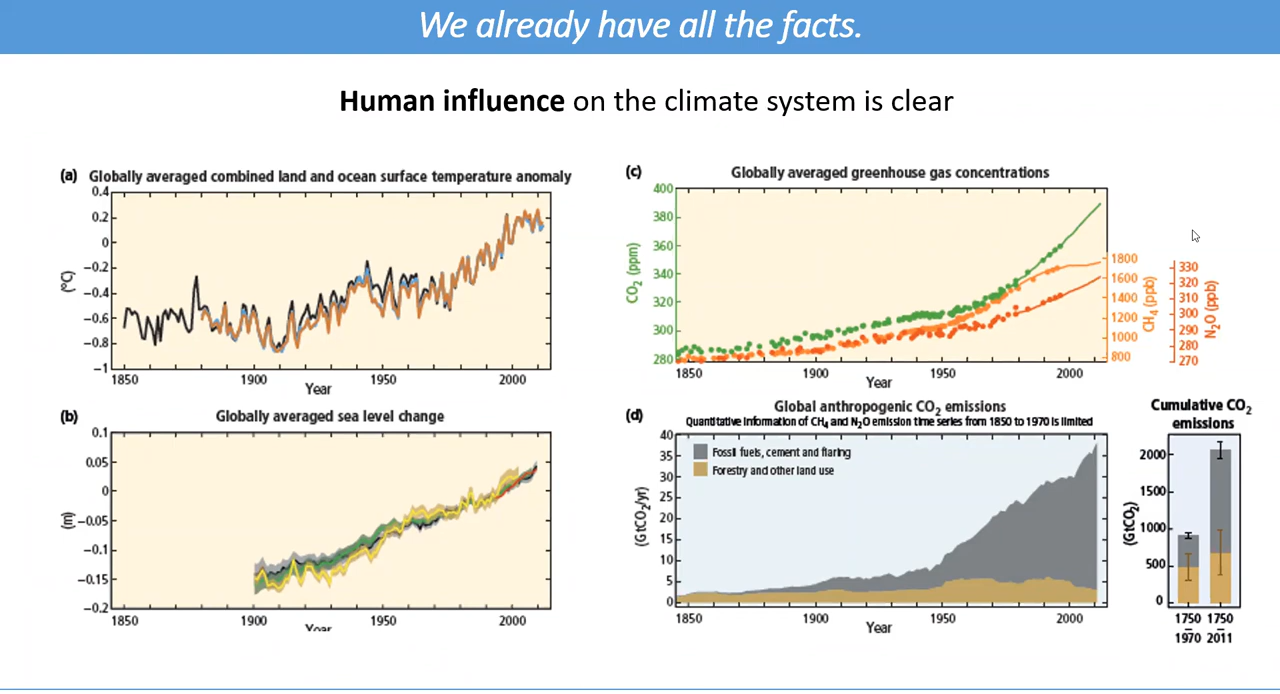 We already have all the facts.
Human influence on the climate system is clear
(a) Globally averaged combined land and ocean surface temperature anomaly
0.4
0.2
0
−0.2
−0.4
−0.6
−0.8
−1
(°C)
1850 1900 1950 2000
Year
(b) Globally averaged sea level change
0.1
0.05
0
−0.05
−0.1
−0.15
−0.2
(m)
1850 1900 1950 2000
Year
(c) Globally averaged greenhouse gas concentrations
400
380
360
340
320
300
280
CO2 (ppm)
1800
1600
1400
1200
1000
800
CH4 (ppb)
330
320
310
300
290
280
270
N2O (ppb)
1850 1900 1950 2000
Year
(d) Global anthropogenic CO2 emissions
Quantitative information of CH4 and N2O emission time series from 1850 to 1970 is limited
40
35
30
25
20
15
10
5
0
(GtCO2/yr)
Fossil fuels, cement and flaring
Forestry and other land use
1850 1900 1950 2000
Year
Cumulative CO2
emissions
2000
1500
1000
500
0
(GtCO2)
1750 1750
– –
1970 2011